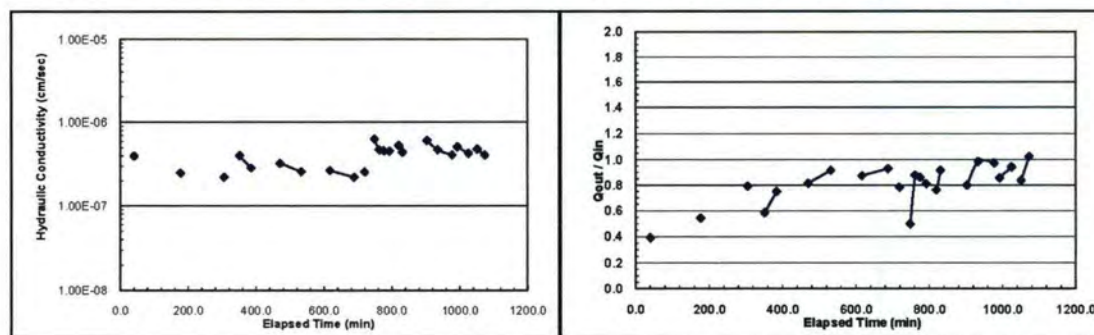 Hydraulic Conductivity (cm/sec)
1.00E-05
1.00E-06
1.00E-07
1.00E-08
0.0 200.0 400.0 600.0 800.0 1000.0 1200.0
Elapsed Time (min)
Qout / Qin
2.0
1.8
1.6
1.4
1.2
1.0
0.8
0.6
0.4
0.2
0.0
0.0 200.0 400.0 600.0 800.0 1000.0 1200.0
Elapsed Time (min)